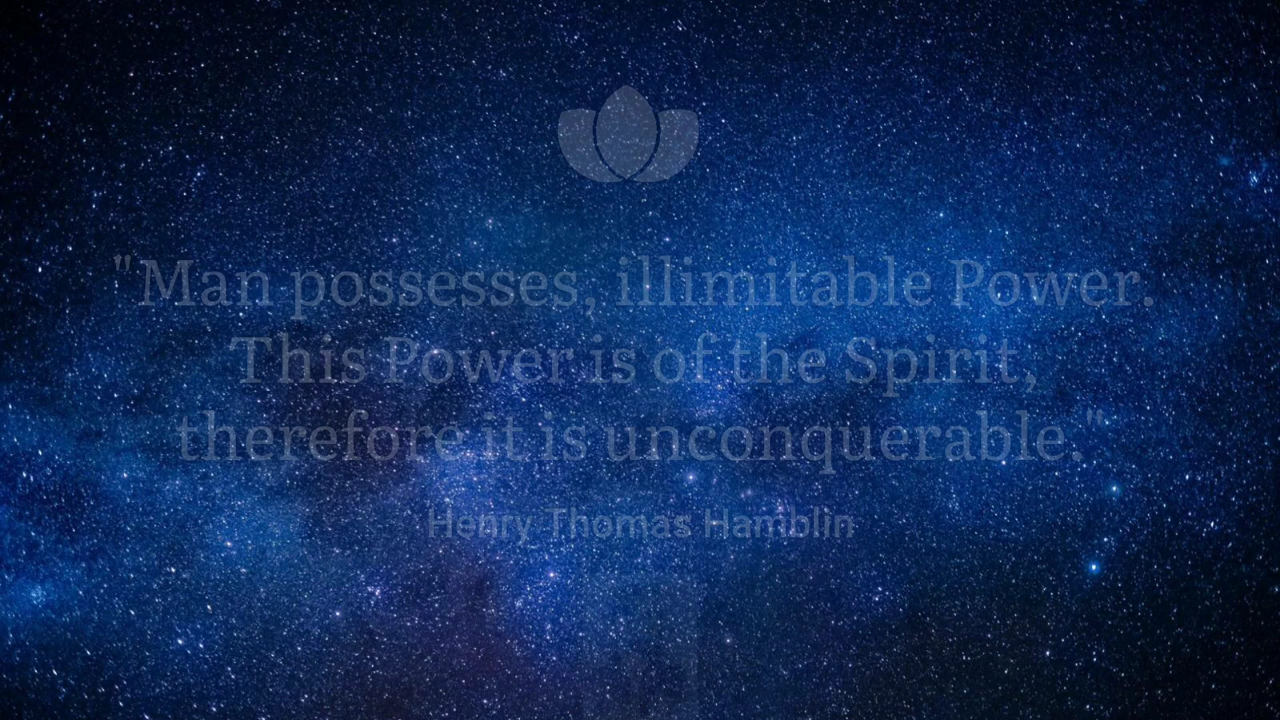 "Man possesses, illimitable Power.
This Power is of the Spirit,
therefore it is unconquerable."
Henry Thomas Hamblin